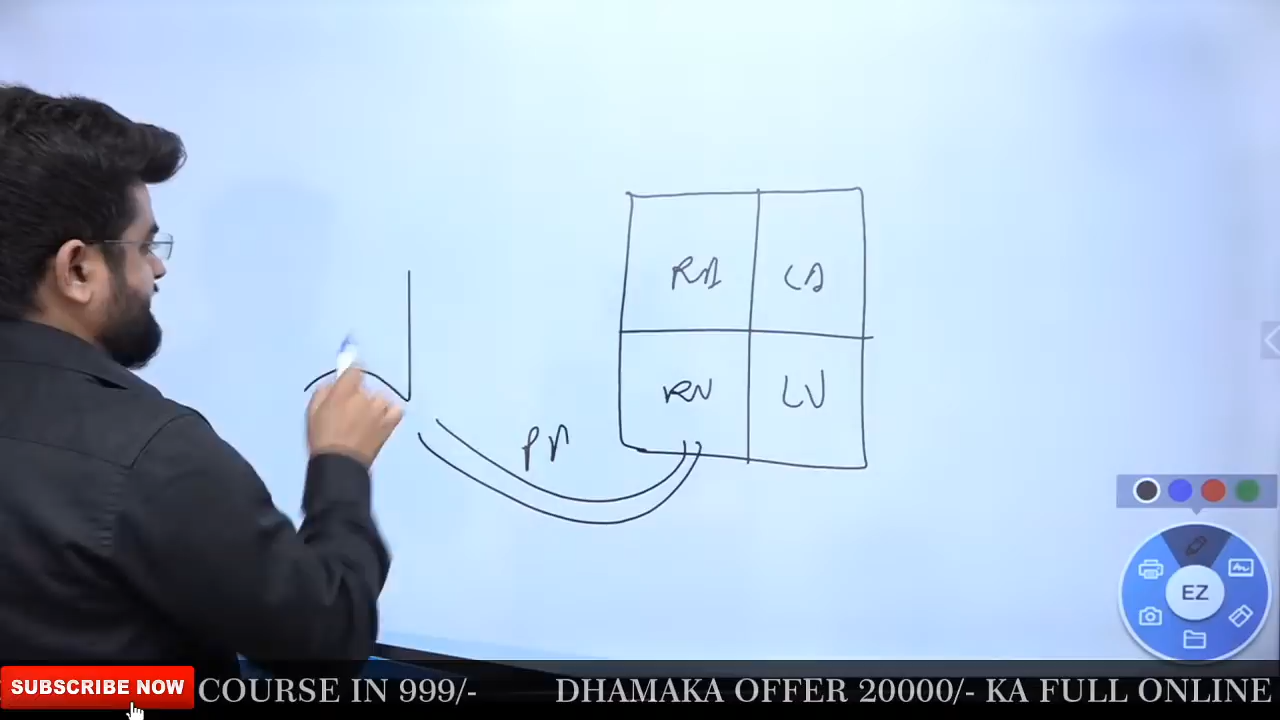 RA LA
RV LV
PA
EZ
SUBSCRIBE NOW COURSE IN 999/- DHAMAKA OFFER 20000/- KA FULL ONLINE